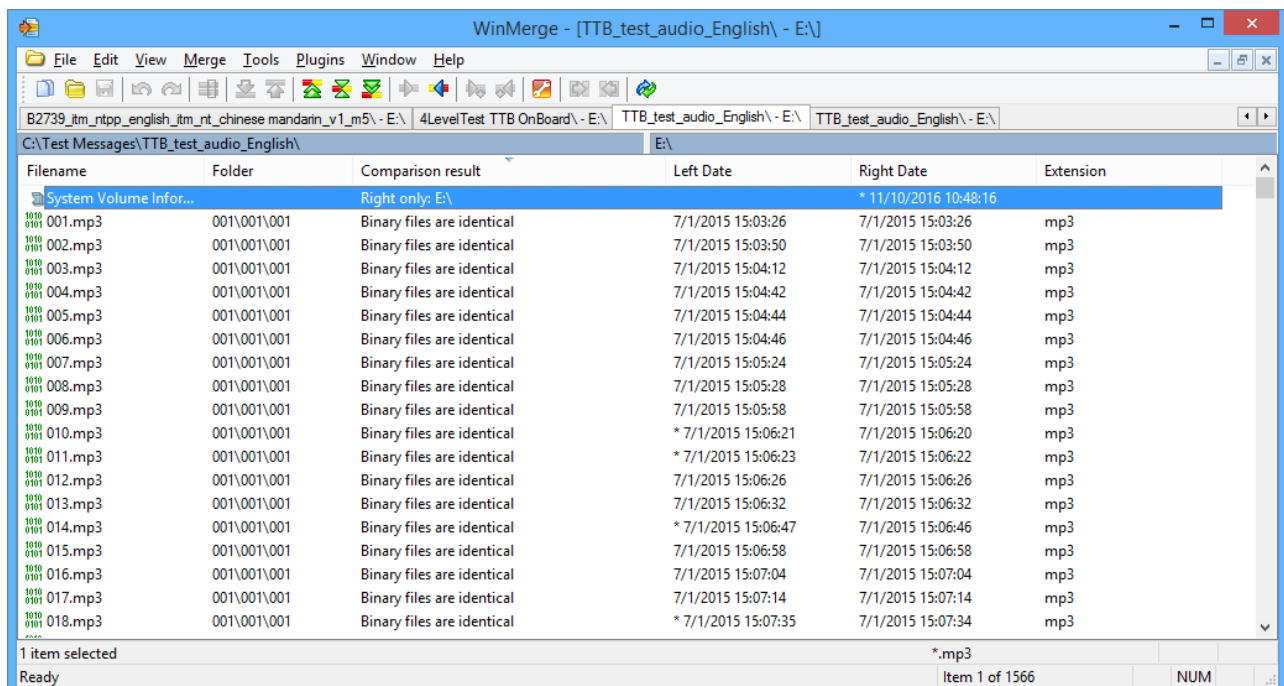 WinMerge - [TTB_test_audio_English\ - E:\]
File Edit View Merge Tools Plugins Window Help
B2739_itm_ntpp_english_itm_nt_chinese mandarin_v1_m5\ - E:\ 4LevelTest TTB OnBoard\ - E:\ TTB_test_audio_English\ - E:\ TTB_test_audio_English\ - E:\
C:\Test Messages\TTB_test_audio_English\ E:\
Filename Folder Comparison result Left Date Right Date Extension
System Volume Infor... Right only: E:\ * 11/10/2016 10:48:16
001.mp3 001\001\001 Binary files are identical 7/1/2015 15:03:26 7/1/2015 15:03:26 mp3
002.mp3 001\001\001 Binary files are identical 7/1/2015 15:03:50 7/1/2015 15:03:50 mp3
003.mp3 001\001\001 Binary files are identical 7/1/2015 15:04:12 7/1/2015 15:04:12 mp3
004.mp3 001\001\001 Binary files are identical 7/1/2015 15:04:42 7/1/2015 15:04:42 mp3
005.mp3 001\001\001 Binary files are identical 7/1/2015 15:04:44 7/1/2015 15:04:44 mp3
006.mp3 001\001\001 Binary files are identical 7/1/2015 15:04:46 7/1/2015 15:04:46 mp3
007.mp3 001\001\001 Binary files are identical 7/1/2015 15:05:24 7/1/2015 15:05:24 mp3
008.mp3 001\001\001 Binary files are identical 7/1/2015 15:05:28 7/1/2015 15:05:28 mp3
009.mp3 001\001\001 Binary files are identical 7/1/2015 15:05:58 7/1/2015 15:05:58 mp3
010.mp3 001\001\001 Binary files are identical * 7/1/2015 15:06:21 7/1/2015 15:06:20 mp3
011.mp3 001\001\001 Binary files are identical * 7/1/2015 15:06:23 7/1/2015 15:06:22 mp3
012.mp3 001\001\001 Binary files are identical 7/1/2015 15:06:26 7/1/2015 15:06:26 mp3
013.mp3 001\001\001 Binary files are identical 7/1/2015 15:06:32 7/1/2015 15:06:32 mp3
014.mp3 001\001\001 Binary files are identical * 7/1/2015 15:06:47 7/1/2015 15:06:46 mp3
015.mp3 001\001\001 Binary files are identical 7/1/2015 15:06:58 7/1/2015 15:06:58 mp3
016.mp3 001\001\001 Binary files are identical 7/1/2015 15:07:04 7/1/2015 15:07:04 mp3
017.mp3 001\001\001 Binary files are identical 7/1/2015 15:07:14 7/1/2015 15:07:14 mp3
018.mp3 001\001\001 Binary files are identical * 7/1/2015 15:07:35 7/1/2015 15:07:34 mp3
1 item selected *.mp3
Ready Item 1 of 1566 NUM